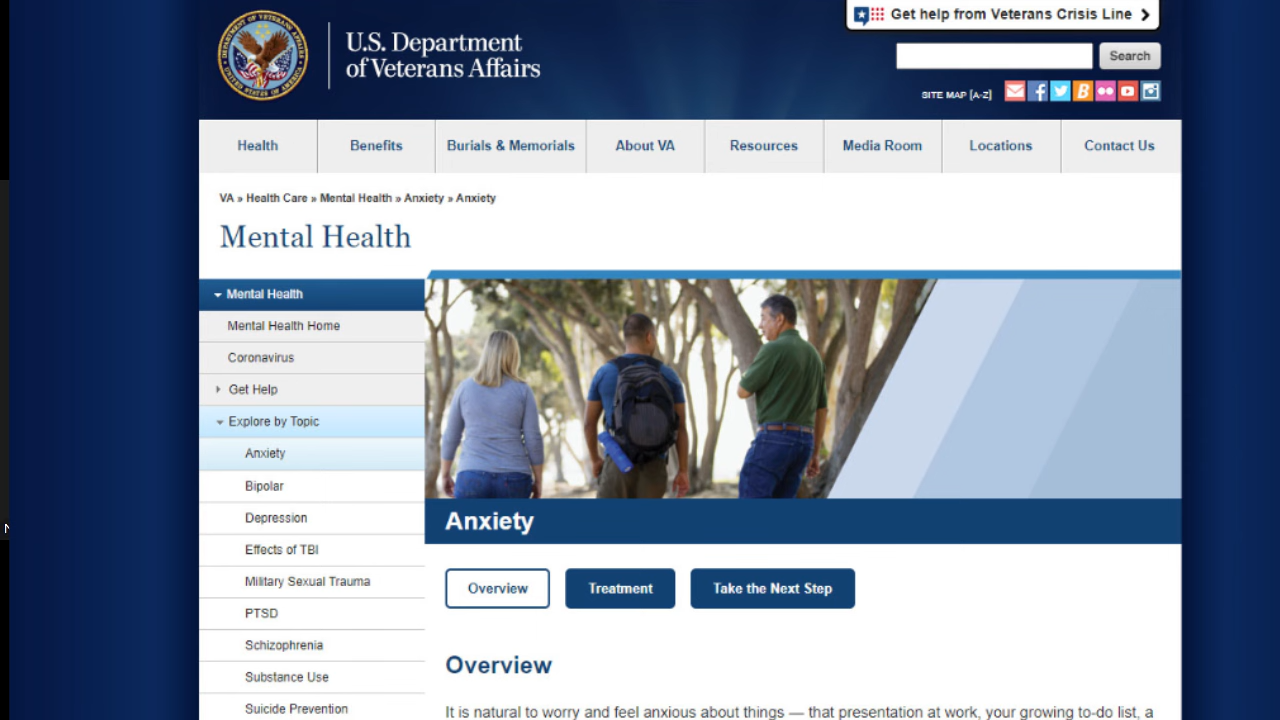 Get help from Veterans Crisis Line
U.S. Department
of Veterans Affairs
Search
SITE MAP [A-Z]
Health
Benefits
Burials & Memorials
About VA
Resources
Media Room
Locations
Contact Us
VA » Health Care » Mental Health » Anxiety » Anxiety
Mental Health
Mental Health
Mental Health Home
Coronavirus
Get Help
Explore by Topic
Anxiety
Bipolar
Depression
Effects of TBI
Military Sexual Trauma
PTSD
Schizophrenia
Substance Use
Suicide Prevention
Anxiety
Overview
Treatment
Take the Next Step
Overview
It is natural to worry and feel anxious about things — that presentation at work, your growing to-do list, a